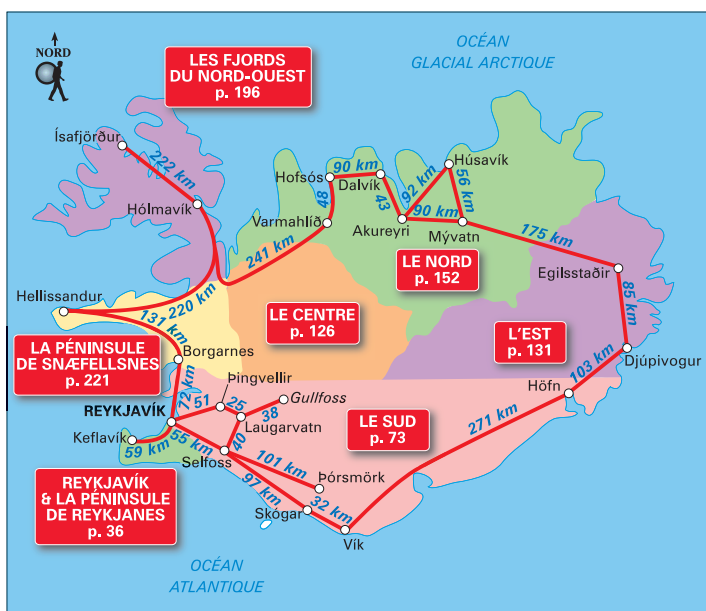 NORD
OCÉAN
GLACIAL ARCTIQUE
LES FJORDS
DU NORD-OUEST
p. 196
Ísafjörður
222 km
Hólmavík
Hofsós
90 km
Dalvík
92 km
Húsavík
56 km
48
43
Varmahlíð
Akureyri
90 km
Mývatn
175 km
241 km
LE NORD
p. 152
Egilsstaðir
Hellissandur
220 km
131 km
LE CENTRE
p. 126
85 km
L'EST
p. 131
LA PÉNINSULE
DE SNÆFELLSNES
p. 221
Borgarnes
Djúpivogur
103 km
Höfn
72 km
Þingvellir
51
25
Gullfoss
38
REYKJAVÍK
Laugarvatn
LE SUD
p. 73
271 km
Keflavík
59 km
55 km
40
Selfoss
101 km
Þórsmörk
REYKJAVÍK
& LA PÉNINSULE
DE REYKJANES
p. 36
97 km
32 km
Skógar
Vík
OCÉAN
ATLANTIQUE